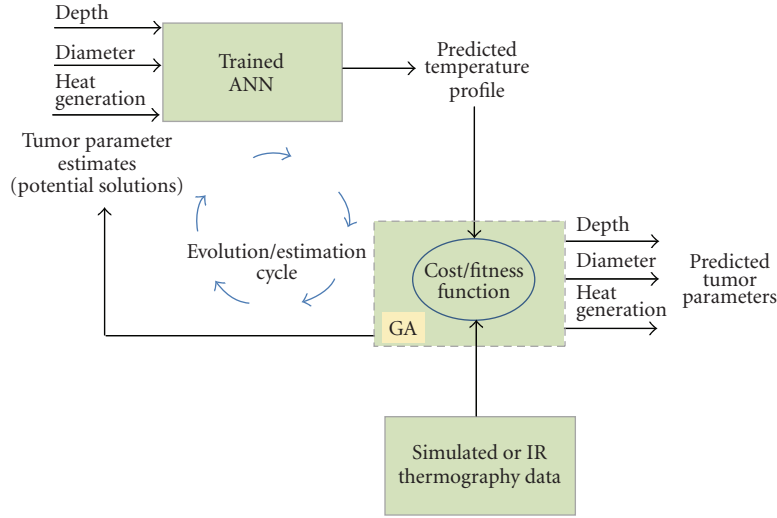 Depth
Diameter
Heat
generation
Trained
ANN
Predicted
temperature
profile
Tumor parameter
estimates
(potential solutions)
Evolution/estimation
cycle
Cost/fitness
function
GA
Depth
Diameter
Heat
generation
Predicted
tumor
parameters
Simulated or IR
thermography data